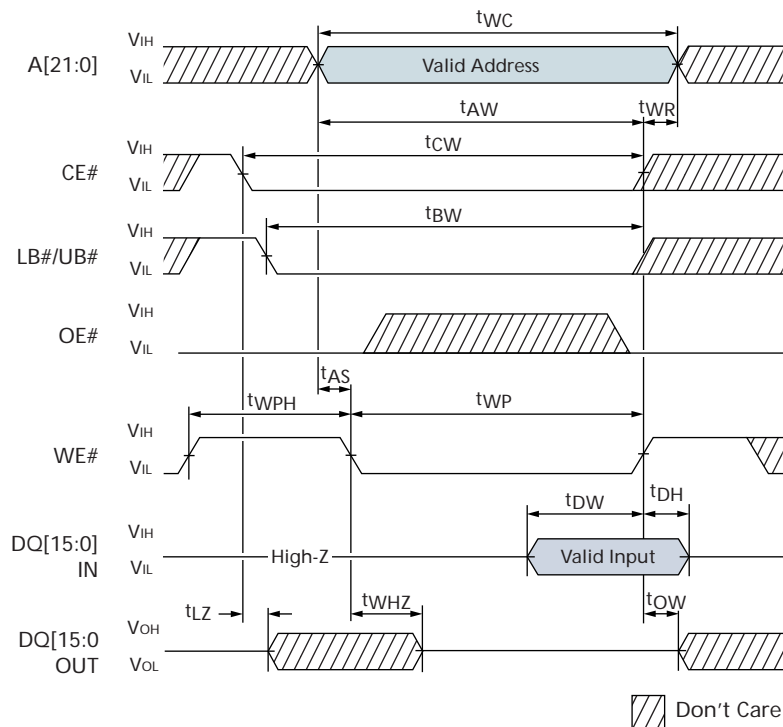 tWC
VIH
A[21:0]
Valid Address
VIL
tAW
tWR
VIH
tCW
CE#
VIL
VIH
tBW
LB#/UB#
VIL
VIH
OE#
VIL
tAS
tWPH
tWP
VIH
WE#
VIL
tDW
tDH
VIH
DQ[15:0]
IN
High-Z
Valid Input
VIL
tLZ
tWHZ
tOW
VOH
DQ[15:0
OUT
VOL
Don't Care